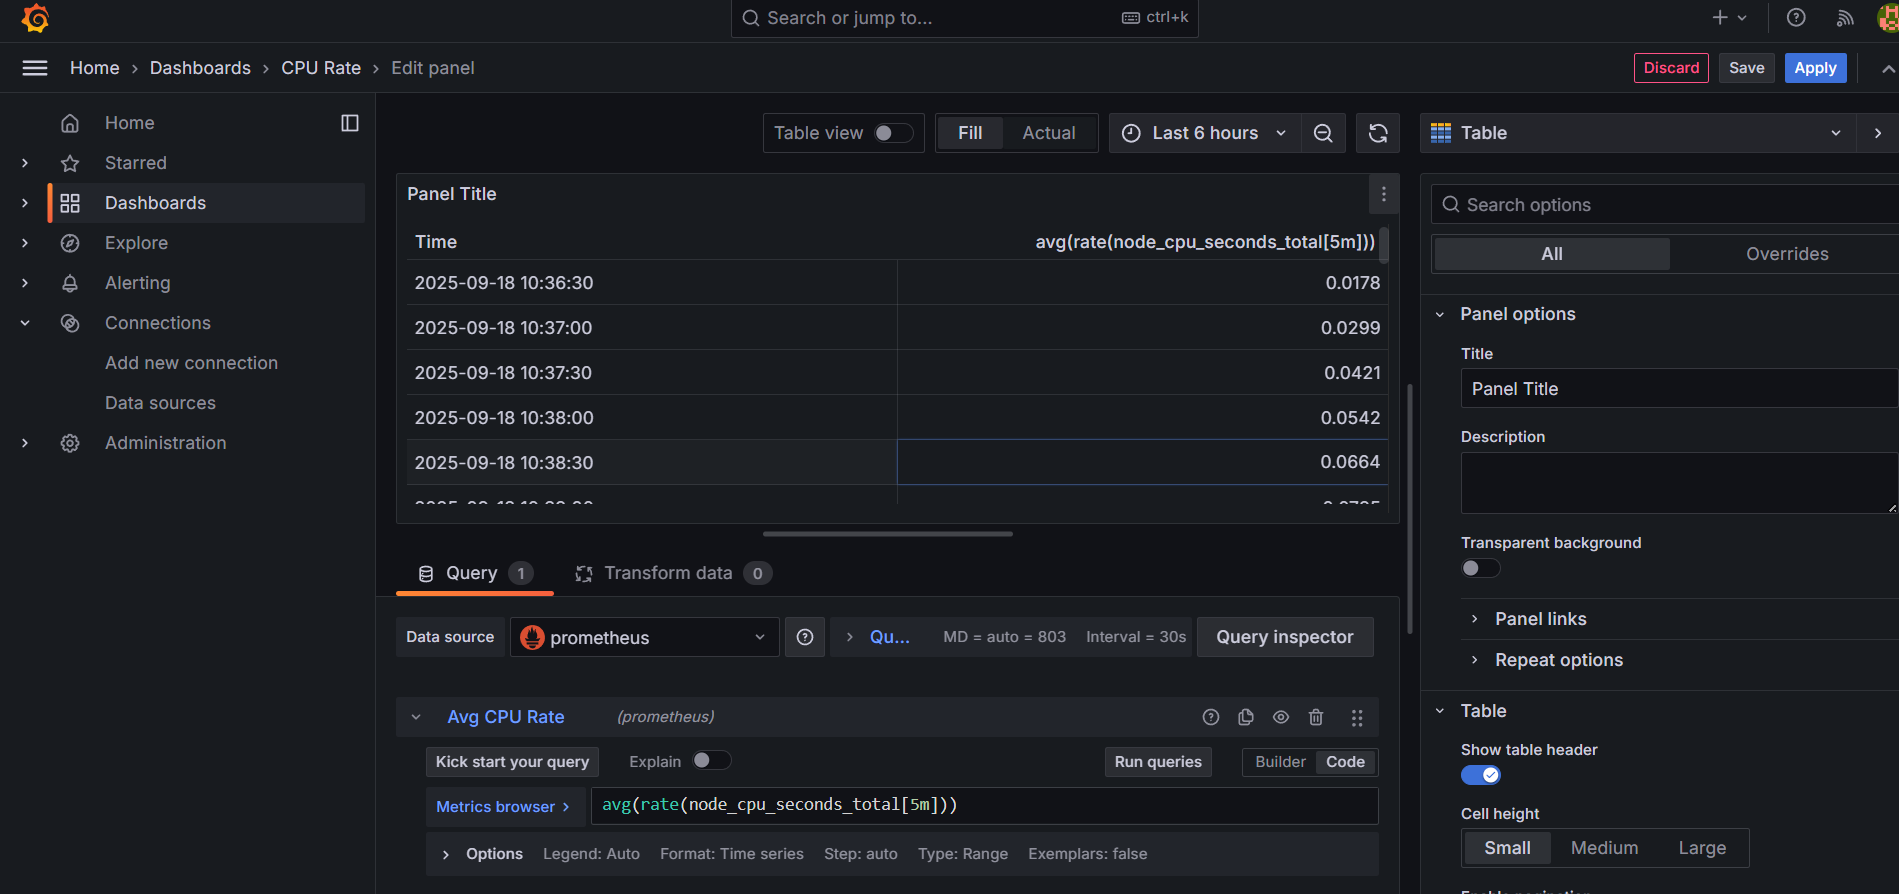 Search or jump to... ctrl+k
Home › Dashboards › CPU Rate › Edit panel
Discard Save Apply
Home
Starred
Dashboards
Explore
Alerting
Connections
Add new connection
Data sources
Administration
Table view Fill Actual Last 6 hours
Panel Title
Time avg(rate(node_cpu_seconds_total[5m]))
2025-09-18 10:36:30 0.0178
2025-09-18 10:37:00 0.0299
2025-09-18 10:37:30 0.0421
2025-09-18 10:38:00 0.0542
2025-09-18 10:38:30 0.0664
Query 1 Transform data 0
Data source prometheus Qu... MD = auto = 803 Interval = 30s Query inspector
Avg CPU Rate (prometheus)
Kick start your query Explain Run queries Builder Code
Metrics browser > avg(rate(node_cpu_seconds_total[5m]))
Options Legend: Auto Format: Time series Step: auto Type: Range Exemplars: false
Table
Search options
All Overrides
Panel options
Title
Panel Title
Description
Transparent background
Panel links
Repeat options
Table
Show table header
Cell height
Small Medium Large